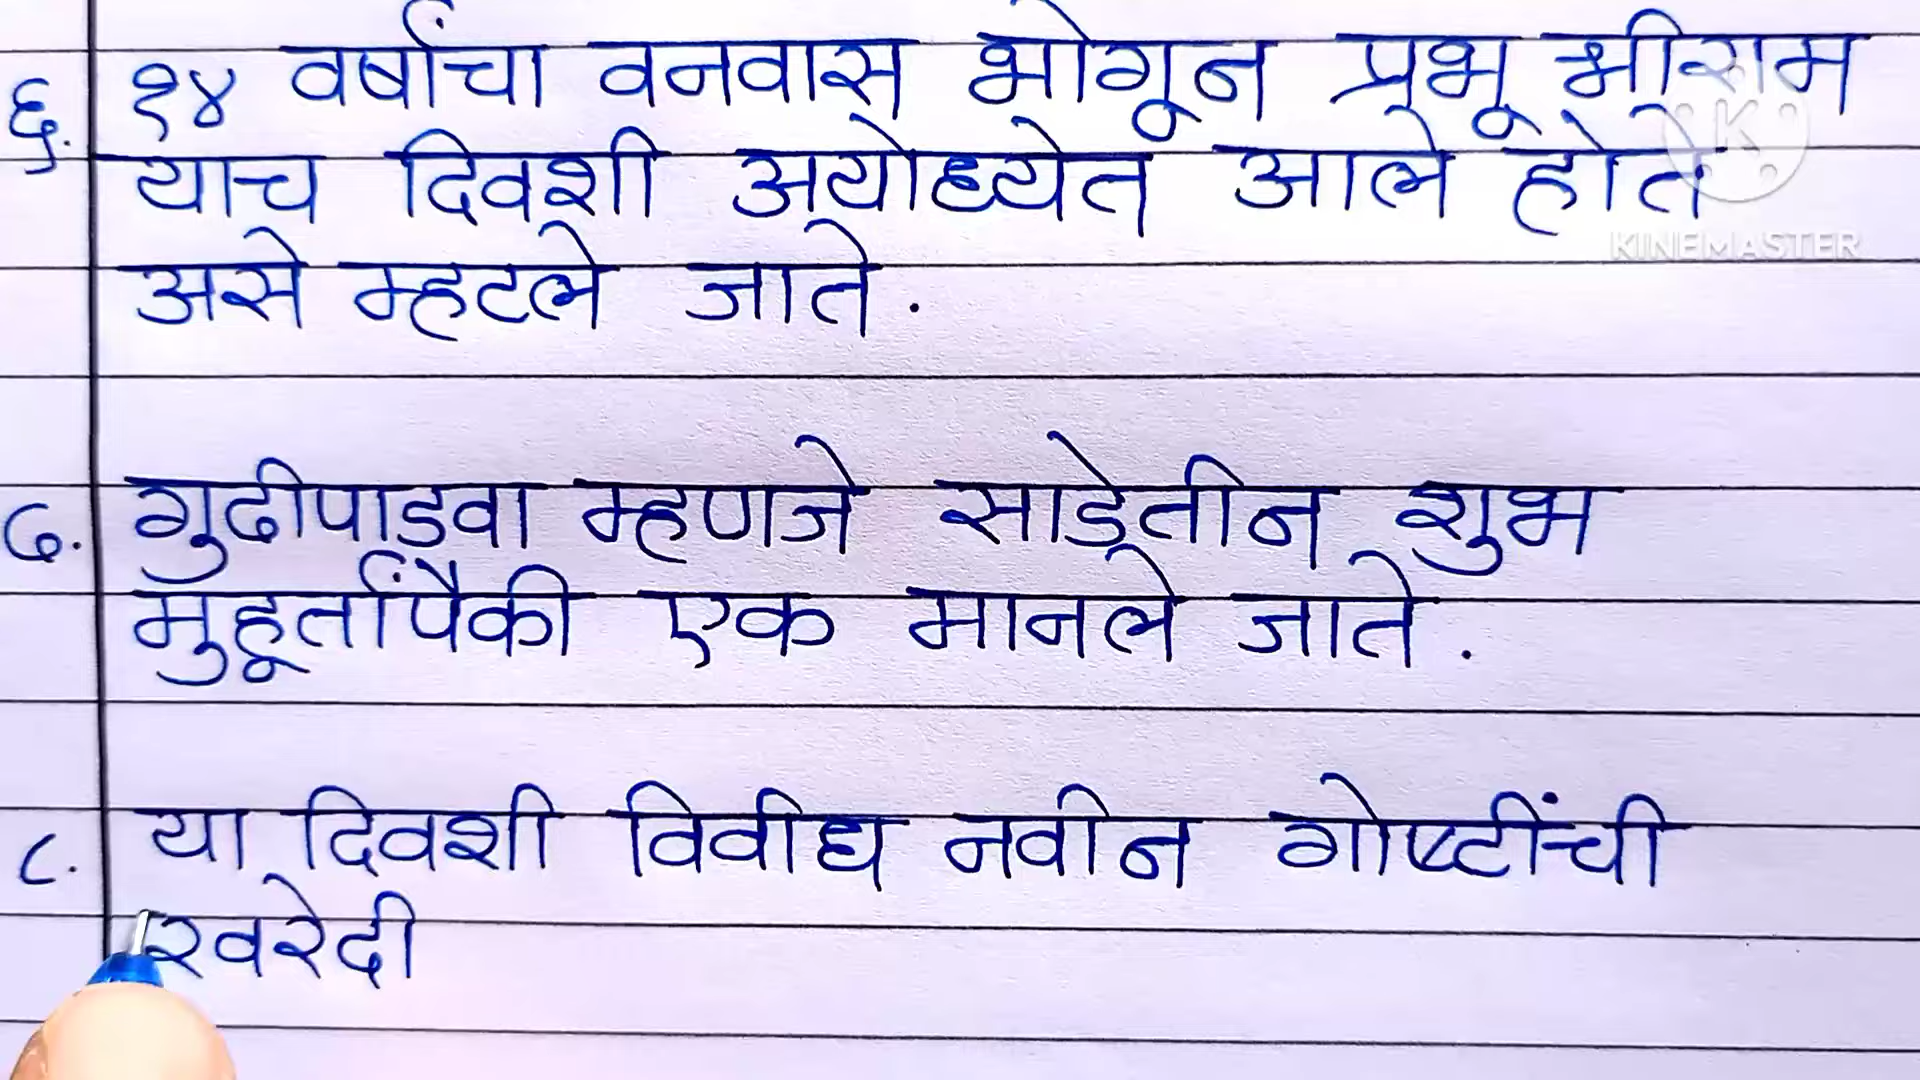 ६. १४ वर्षांचा वनवास भोगून प्रभू श्रीराम
याच दिवशी अयोध्येत आले होते
असे म्हटले जाते.
७. गुढीपाडवा म्हणजे साडेतीन शुभ
मुहूर्तांपैकी एक मानले जाते.
८. या दिवशी विवीध नवीन गोष्टींची
खरेदी
K
KINEMASTER